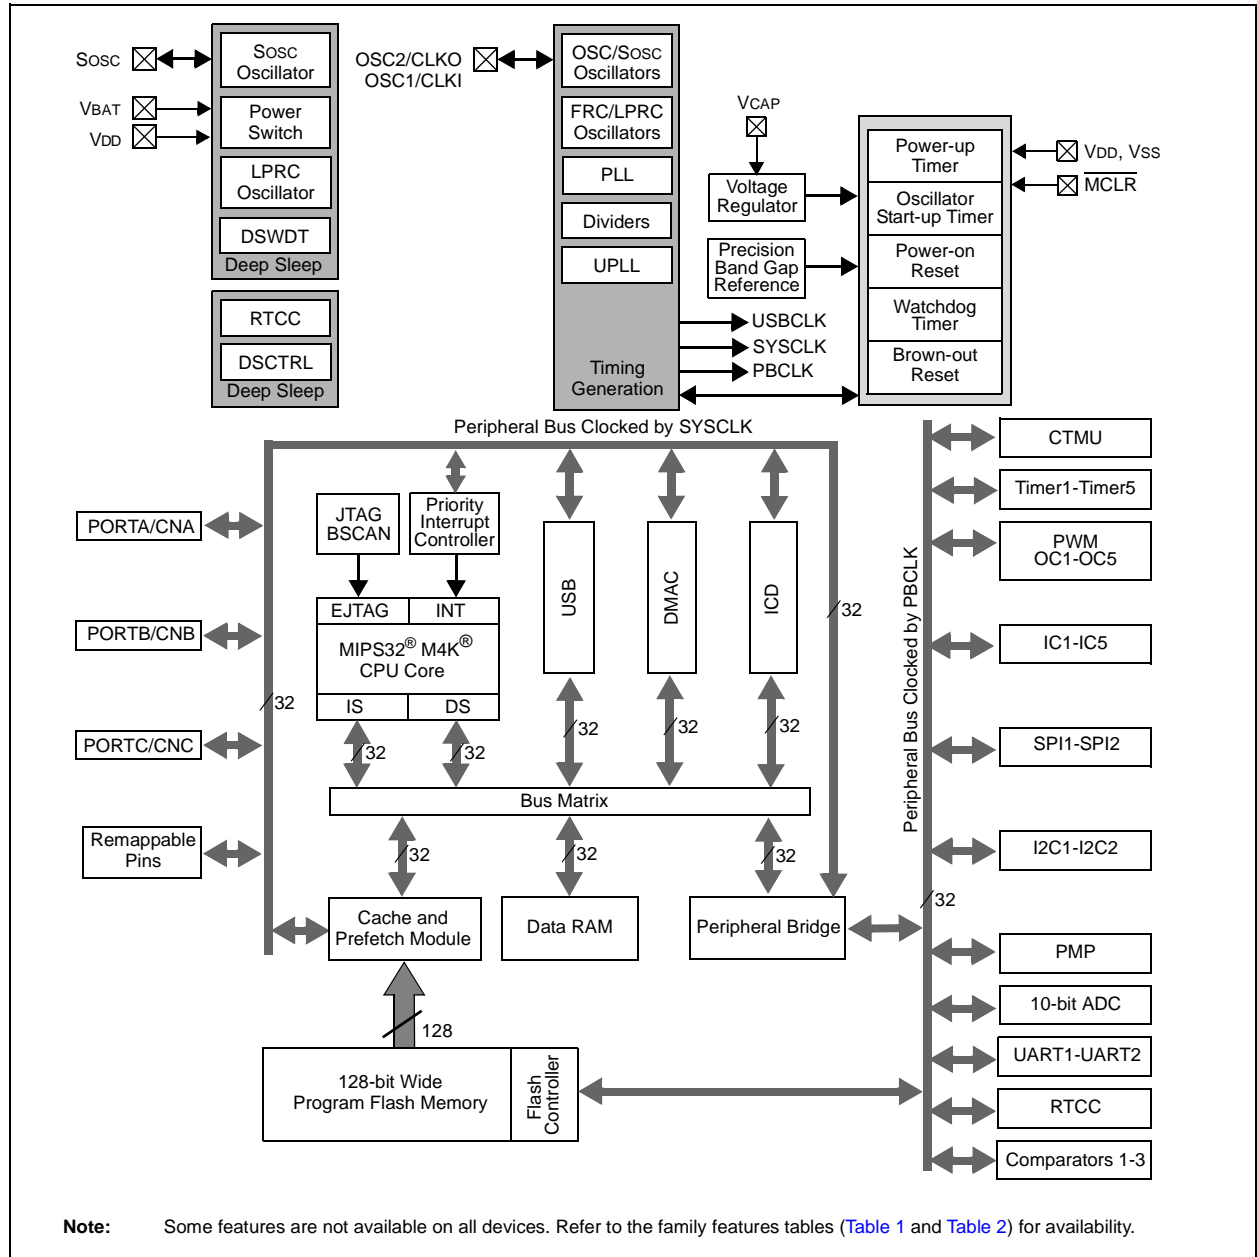 Sosc
VBAT
VDD
Sosc
Oscillator
Power
Switch
LPRC
Oscillator
DSWDT
Deep Sleep
RTCC
DSCTRL
Deep Sleep
OSC2/CLKO
OSC1/CLKI
OSC/Sosc
Oscillators
FRC/LPRC
Oscillators
PLL
Dividers
UPLL
Timing
Generation
USBCLK
SYSCLK
PBCLK
VCAP
Voltage
Regulator
Precision
Band Gap
Reference
Power-up
Timer
Oscillator
Start-up Timer
Power-on
Reset
Watchdog
Timer
Brown-out
Reset
VDD, VSS
MCLR
Peripheral Bus Clocked by SYSCLK
PORTA/CNA
PORTB/CNB
PORTC/CNC
Remappable
Pins
32
JTAG
BSCAN
Priority
Interrupt
Controller
EJTAG
INT
MIPS32® M4K®
CPU Core
IS
DS
32
32
USB
32
DMAC
32
ICD
32
32
Bus Matrix
32
32
32
Cache and
Prefetch Module
Data RAM
Peripheral Bridge
128
128-bit Wide
Program Flash Memory
Flash
Controller
Peripheral Bus Clocked by PBCLK
32
CTMU
Timer1-Timer5
PWM
OC1-OC5
IC1-IC5
SPI1-SPI2
I2C1-I2C2
PMP
10-bit ADC
UART1-UART2
RTCC
Comparators 1-3
Note: Some features are not available on all devices. Refer to the family features tables (Table 1 and Table 2) for availability.